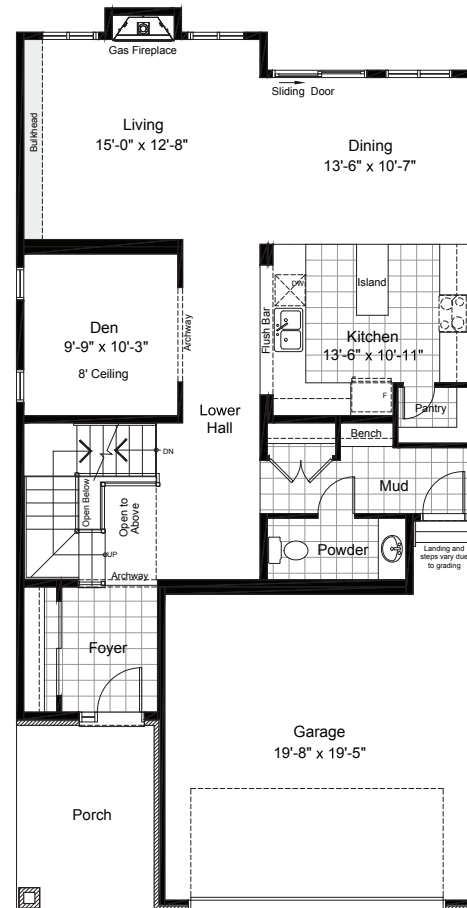 Gas Fireplace
Sliding Door
Bulkhead
Living
15'-0" x 12'-8"
Dining
13'-6" x 10'-7"
DW
Island
Den
9'-9" x 10'-3"
8' Ceiling
Archway
Flush Bar
Kitchen
13'-6" x 10'-11"
F
Pantry
Lower
Hall
Bench
DN
Mud
Open Below
Open to
Above
UP
Powder
Landing and
steps vary due
to grading
Archway
Foyer
Garage
19'-8" x 19'-5"
Porch